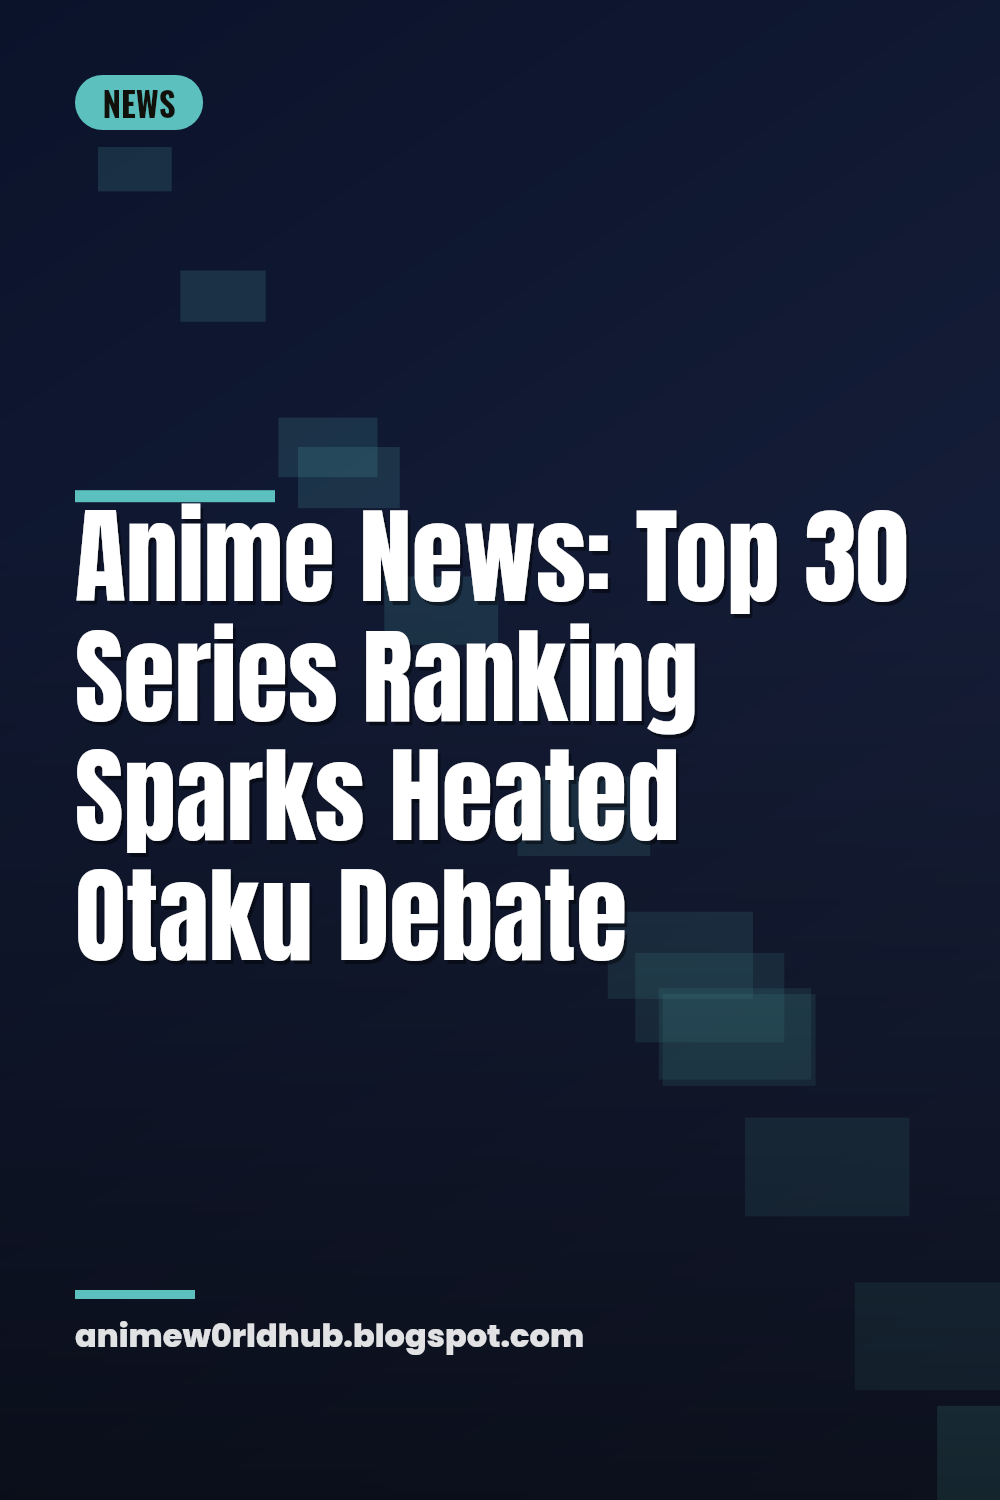 NEWS
Anime News: Top 30
Series Ranking
Sparks Heated
Otaku Debate
animew0rldhub.blogspot.com